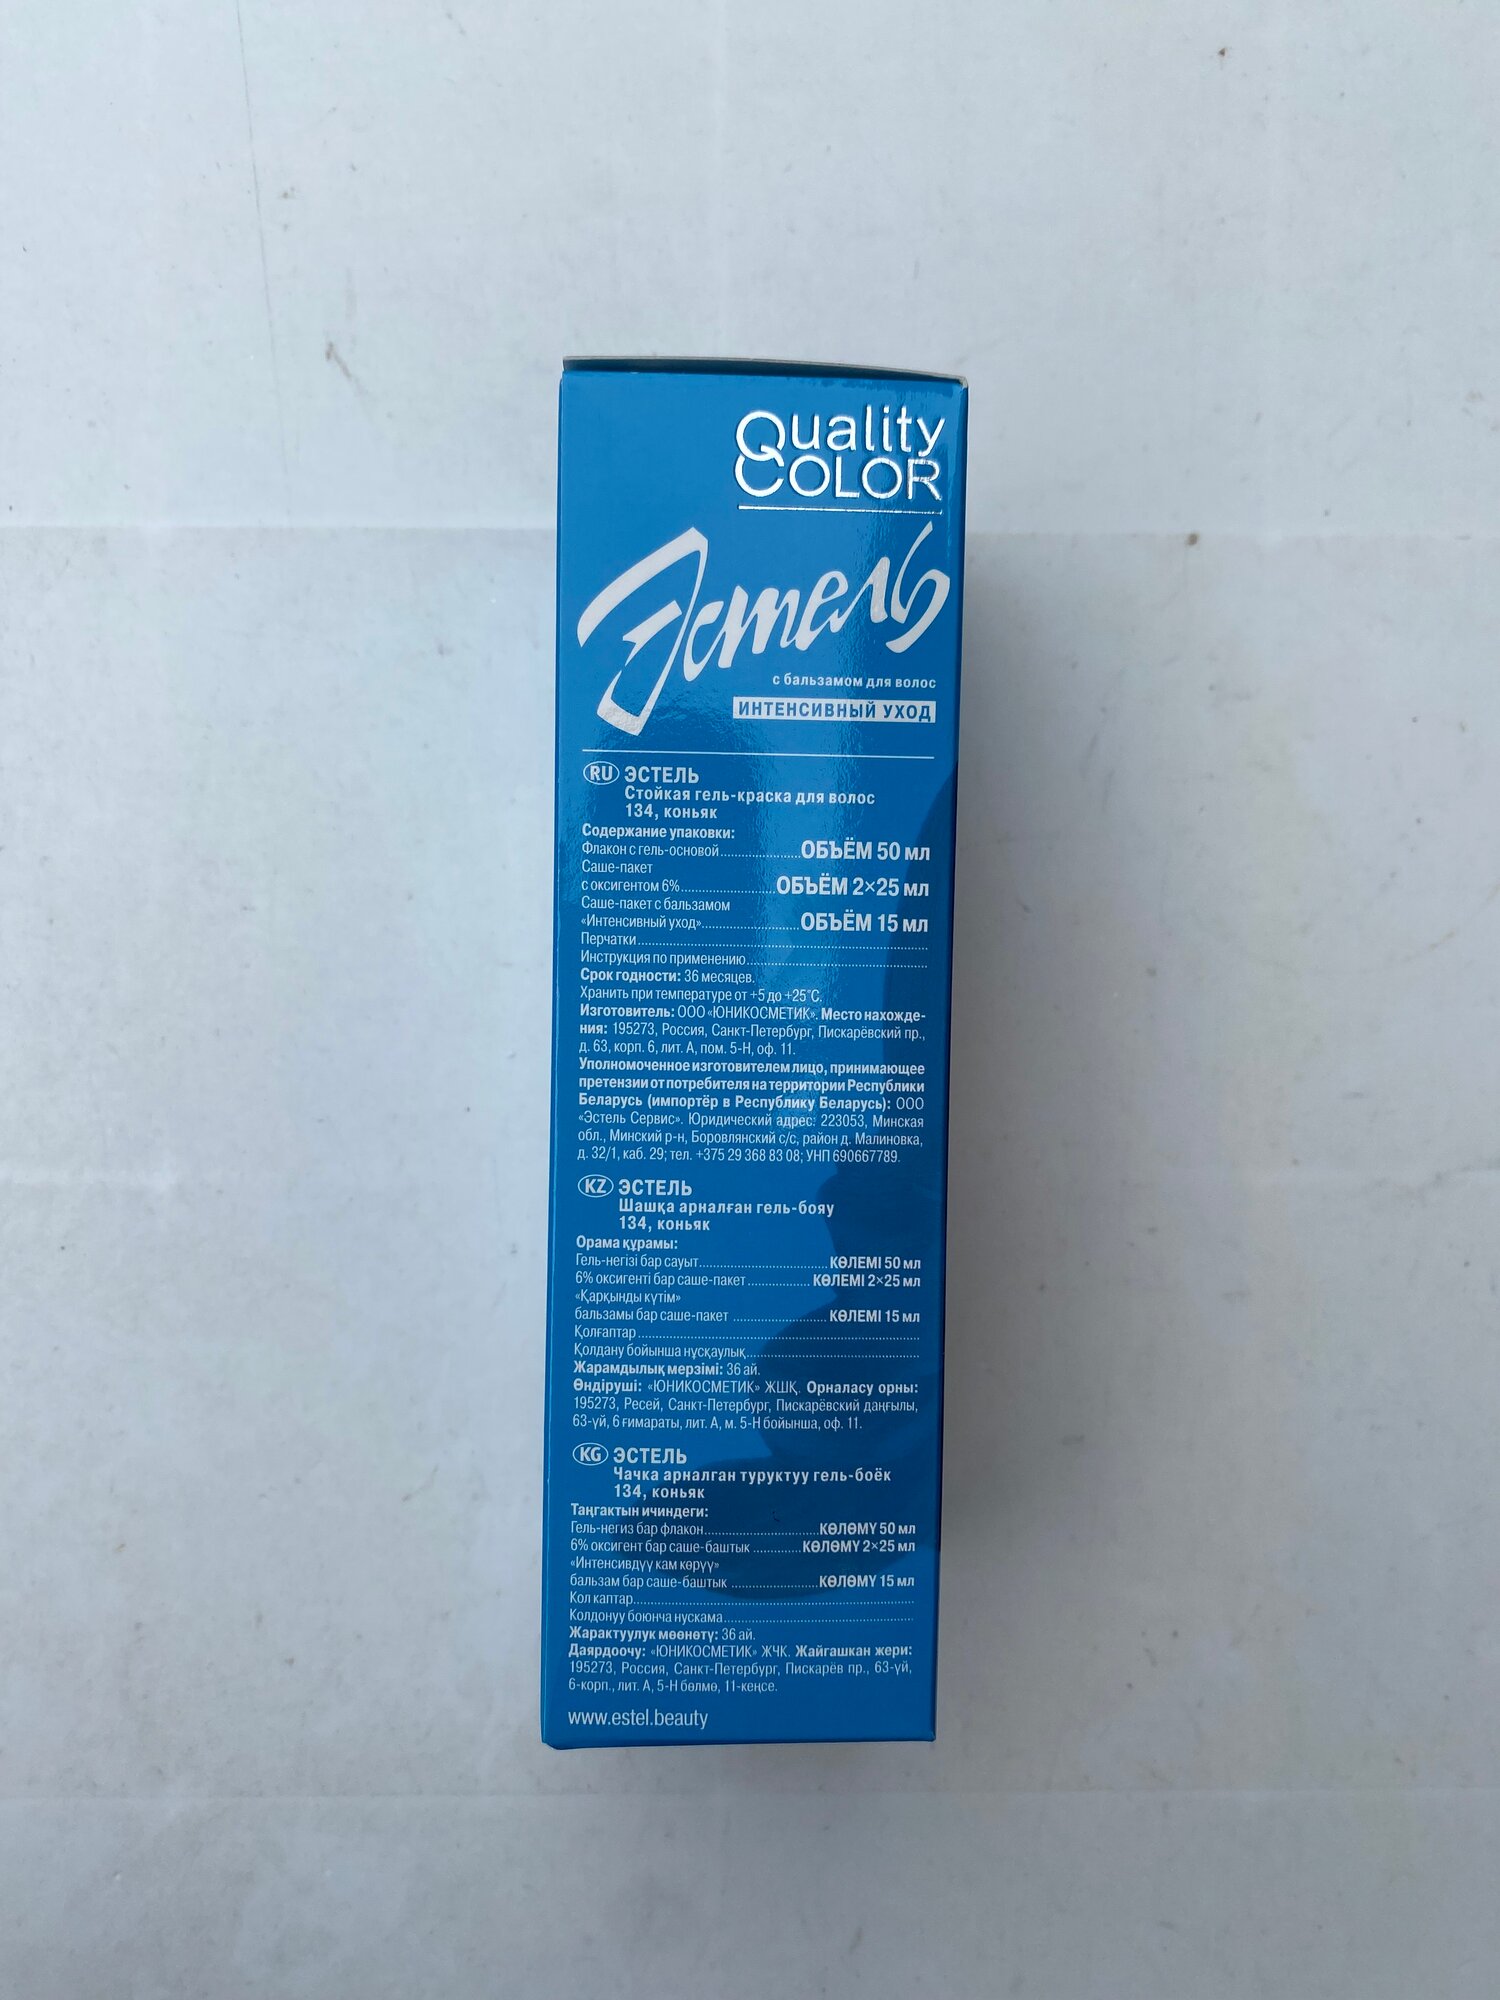 Quality
COLOR
Эстель
с бальзамом для волос
ИНТЕНСИВНЫЙ УХОД
RU ЭСТЕЛЬ
Стойкая гель-краска для волос
134, коньяк
Содержание упаковки:
Флакон с гель-основой....................ОБЪЁМ 50 мл
Саше-пакет
с оксигентом 6%........................ОБЪЁМ 2×25 мл
Саше-пакет с бальзамом
«Интенсивный уход».........................ОБЪЁМ 15 мл
Перчатки........................................................................
Инструкция по применению.............................................
Срок годности: 36 месяцев.
Хранить при температуре от +5 до +25°С.
Изготовитель: ООО «ЮНИКОСМЕТИК». Место нахожде-
ния: 195273, Россия, Санкт-Петербург, Пискарёвский пр.,
д. 63, корп. 6, лит. А, пом. 5-Н, оф. 11.
Уполномоченное изготовителем лицо, принимающее
претензии от потребителя на территории Республики
Беларусь (импортёр в Республику Беларусь): ООО
«Эстель Сервис». Юридический адрес: 223053, Минская
обл., Минский р-н, Боровлянский с/с, район д. Малиновка,
д. 32/1, каб. 29; тел. +375 29 368 83 08; УНП 690667789.
KZ ЭСТЕЛЬ
Шашқа арналған гель-бояу
134, коньяк
Орама құрамы:
Гель-негізі бар сауыт................................КӨЛЕМІ 50 мл
6% оксигенті бар саше-пакет................КӨЛЕМІ 2×25 мл
«Қарқынды күтім»
бальзамы бар саше-пакет ........................КӨЛЕМІ 15 мл
Қолғаптар......................................................................
Қолдану бойынша нұсқаулық...........................................
Жарамдылық мерзімі: 36 ай.
Өндіруші: «ЮНИКОСМЕТИК» ЖШҚ. Орналасу орны:
195273, Ресей, Санкт-Петербург, Пискарёвский даңғылы,
63-үй, 6 ғимараты, лит. А, м. 5-Н бойынша, оф. 11.
KG ЭСТЕЛЬ
Чачка арналган туруктуу гель-боёк
134, коньяк
Таңгактын ичиндеги:
Гель-негиз бар флакон.............................КӨЛӨМҮ 50 мл
6% оксигент бар саше-баштык ............КӨЛӨМҮ 2×25 мл
«Интенсивдүү кам көрүү»
бальзам бар саше-баштык ......................КӨЛӨМҮ 15 мл
Кол каптар......................................................................
Колдонуу боюнча нускама................................................
Жарактуулук мөөнөтү: 36 ай.
Даярдоочу: «ЮНИКОСМЕТИК» ЖЧК. Жайгашкан жери:
195273, Россия, Санкт-Петербург, Пискарёв пр., 63-үй,
6-корп., лит. А, 5-Н бөлмө, 11-кеңсе.
www.estel.beauty